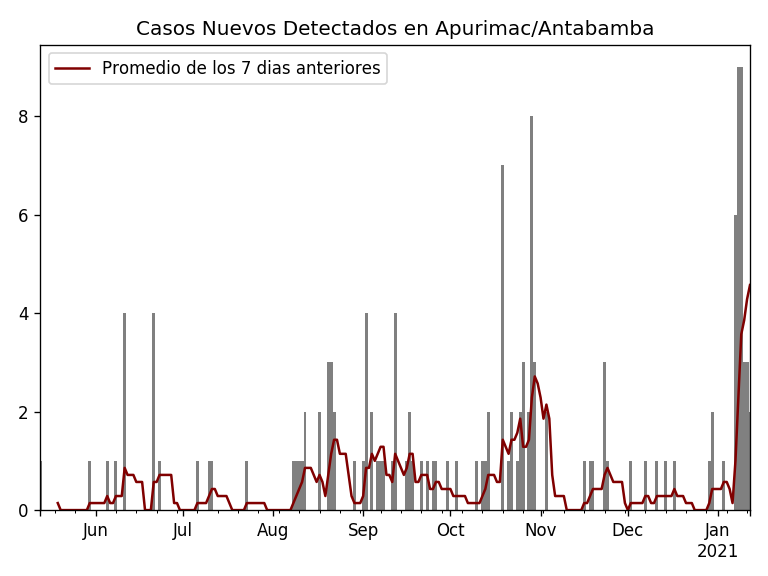 Casos Nuevos Detectados en Apurimac/Antabamba
Promedio de los 7 dias anteriores
8
6
4
2
0
Jun Jul Aug Sep Oct Nov Dec Jan
2021